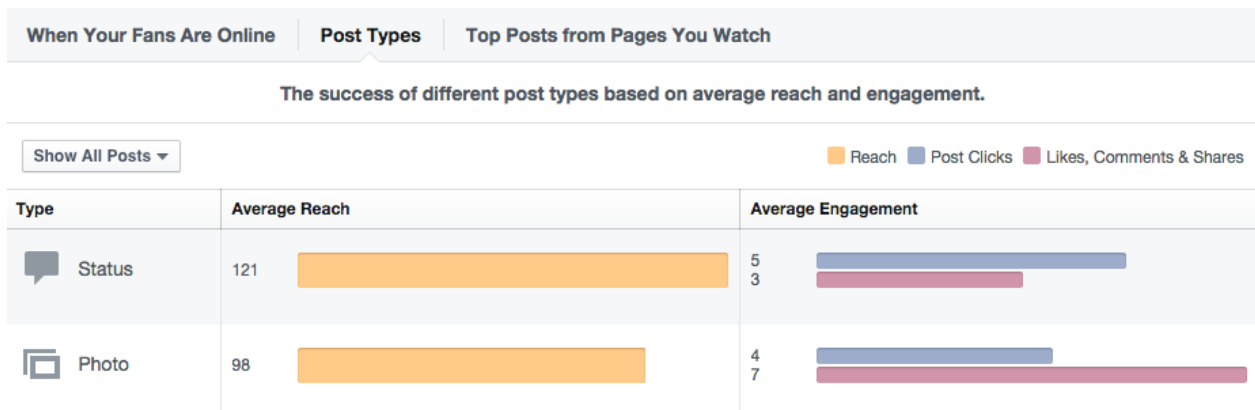 When Your Fans Are Online Post Types Top Posts from Pages You Watch
The success of different post types based on average reach and engagement.
Show All Posts Reach Post Clicks Likes, Comments & Shares
Type Average Reach Average Engagement
Status 121 5
3
Photo 98 4
7